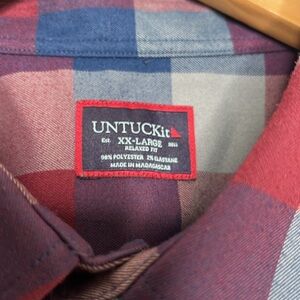 UNTUCKit
Est. XX-LARGE 2011
RELAXED FIT
98% POLYESTER 2% ELASTANE
MADE IN MADAGASCAR